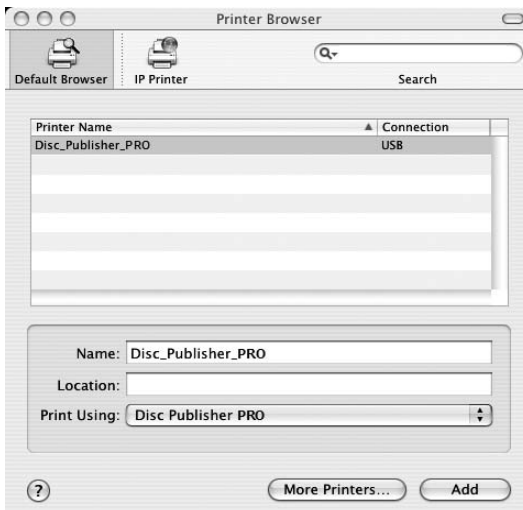 Printer Browser
Default Browser IP Printer Search
Printer Name Connection
Disc_Publisher_PRO USB
Name: Disc_Publisher_PRO
Location:
Print Using: Disc Publisher PRO
? More Printers... Add